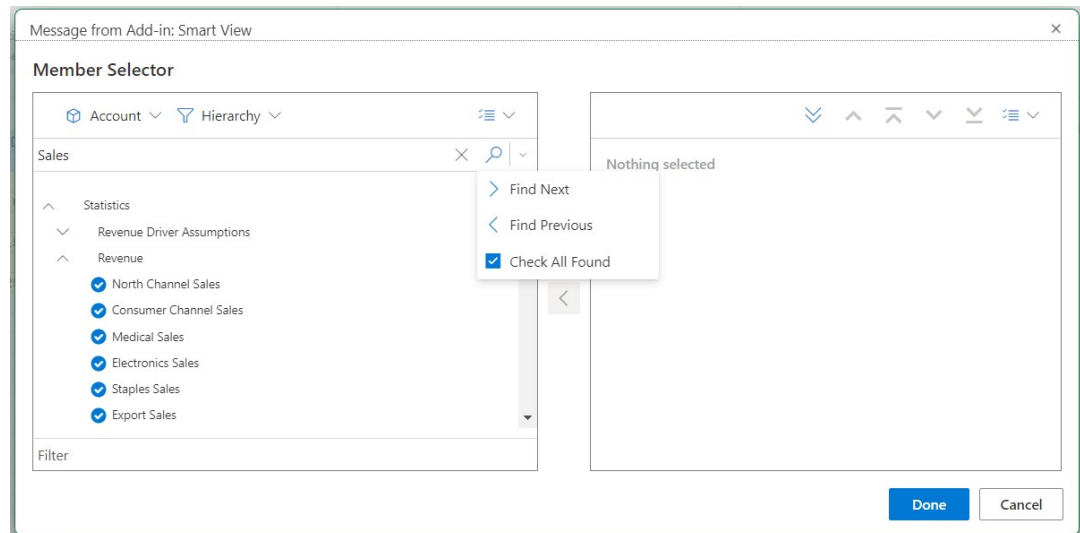 Message from Add-in: Smart View
Member Selector
Account
Hierarchy
Sales
Nothing selected
Find Next
Find Previous
Check All Found
Statistics
Revenue Driver Assumptions
Revenue
North Channel Sales
Consumer Channel Sales
Medical Sales
Electronics Sales
Staples Sales
Export Sales
Filter
Done
Cancel